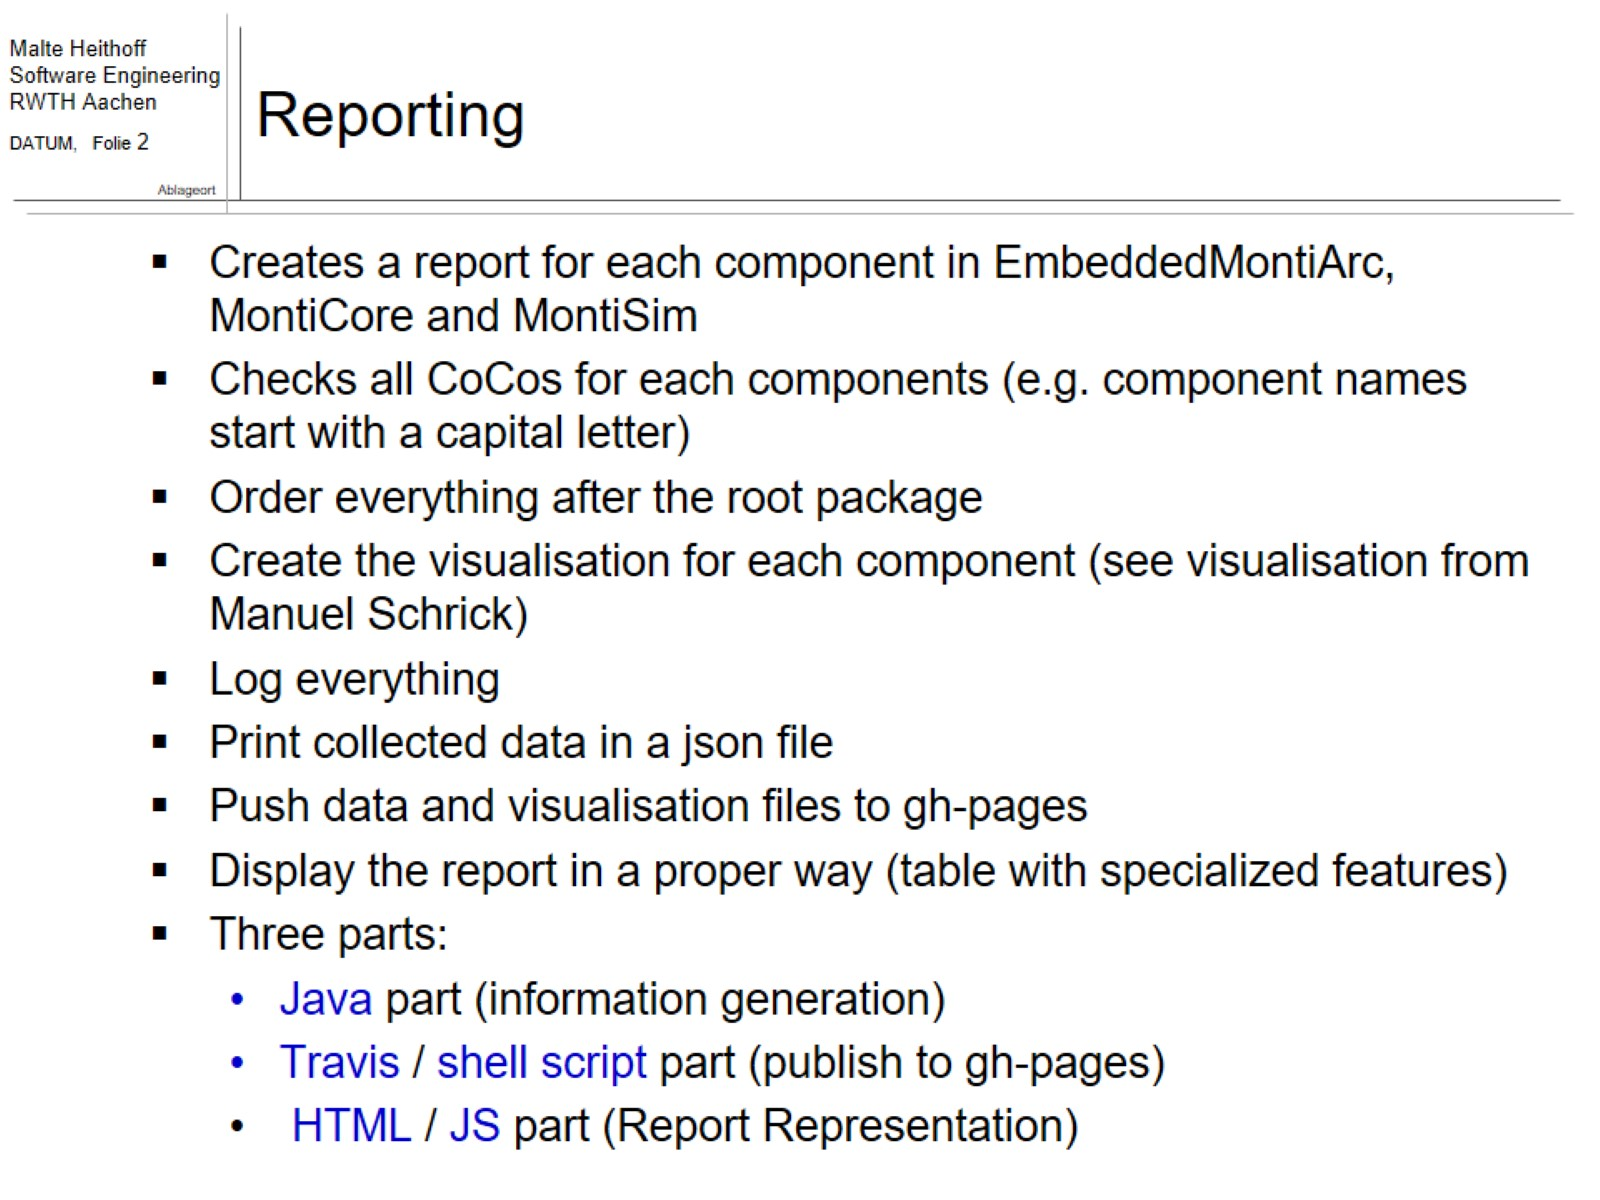 Malte Heithoff
Software Engineering
RWTH Aachen
DATUM, Folie 2
Ablageort
Reporting
▪ Creates a report for each component in EmbeddedMontiArc,
MontiCore and MontiSim
▪ Checks all CoCos for each components (e.g. component names
start with a capital letter)
▪ Order everything after the root package
▪ Create the visualisation for each component (see visualisation from
Manuel Schrick)
▪ Log everything
▪ Print collected data in a json file
▪ Push data and visualisation files to gh-pages
▪ Display the report in a proper way (table with specialized features)
▪ Three parts:
• Java part (information generation)
• Travis / shell script part (publish to gh-pages)
• HTML / JS part (Report Representation)